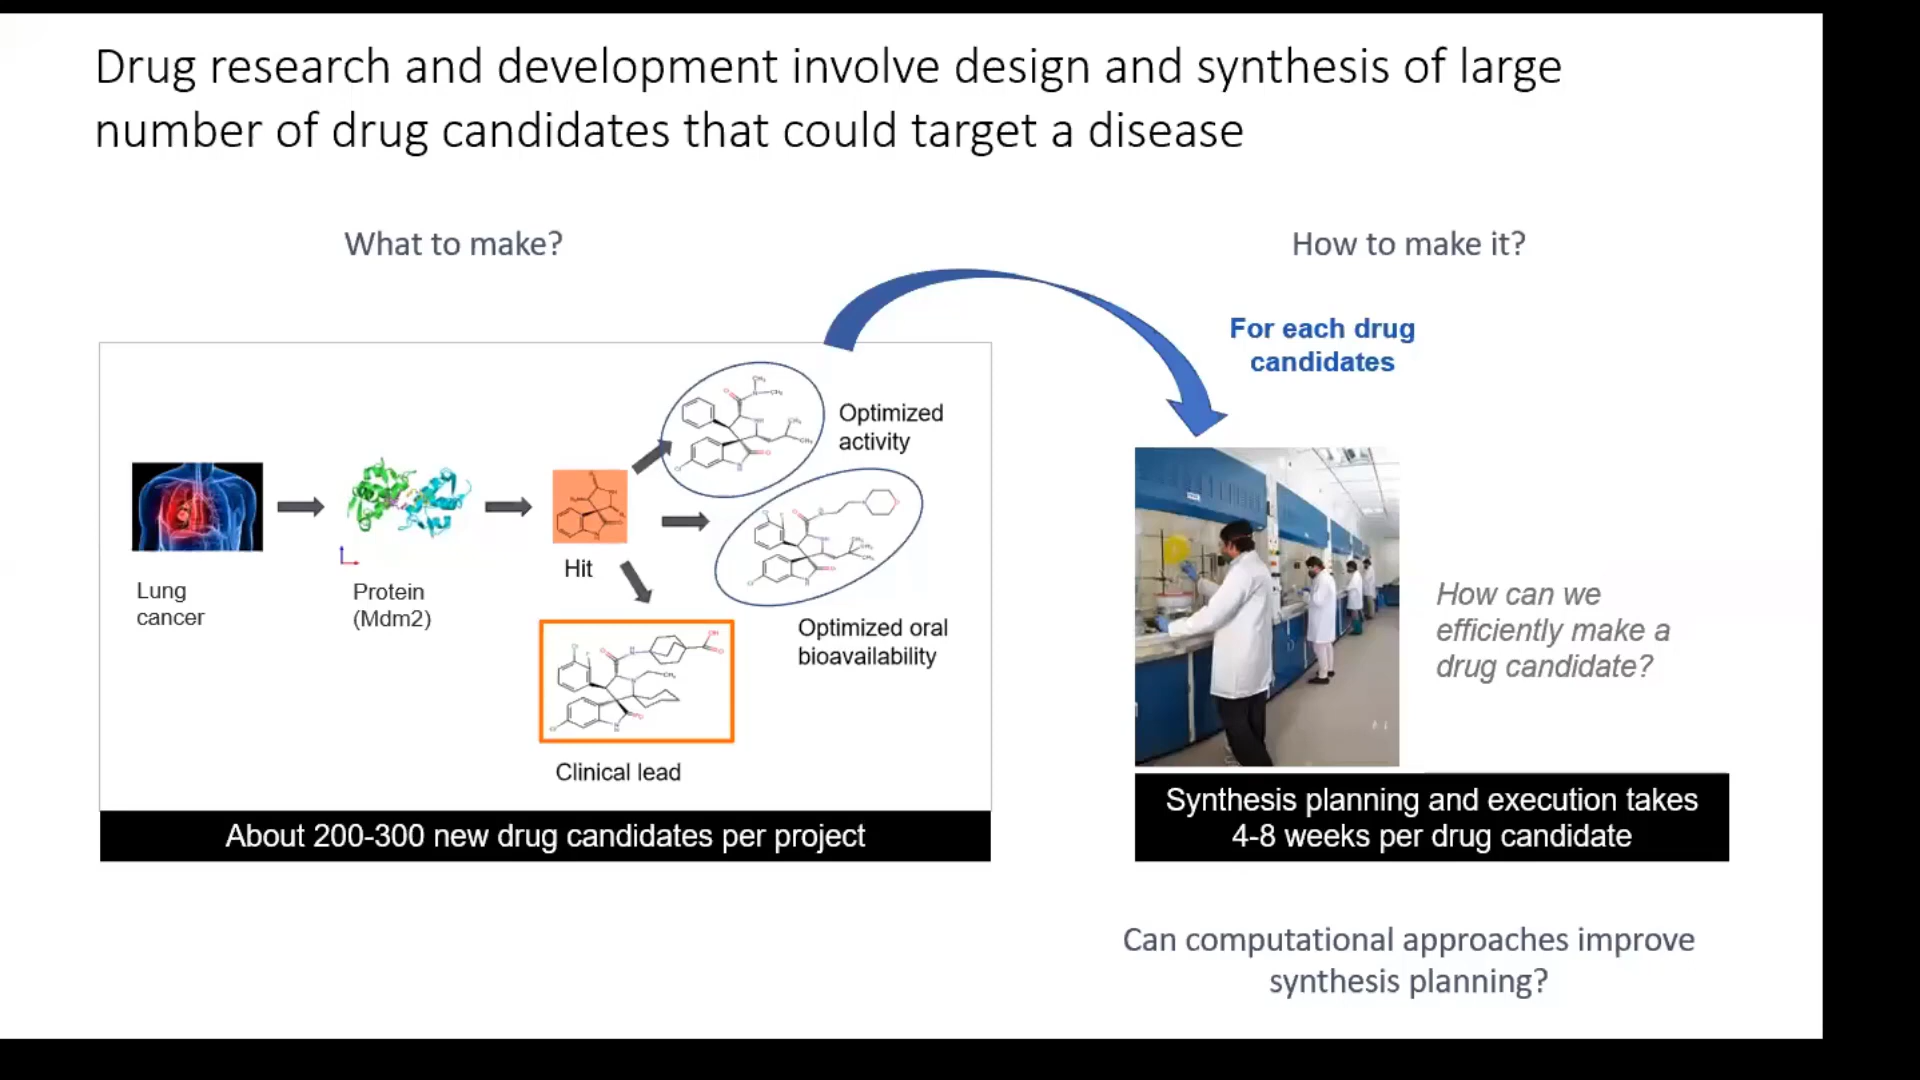 Drug research and development involve design and synthesis of large
number of drug candidates that could target a disease
What to make?
How to make it?
For each drug
candidates
Optimized
activity
Lung
cancer
Protein
(Mdm2)
Hit
Optimized oral
bioavailability
Clinical lead
About 200-300 new drug candidates per project
How can we
efficiently make a
drug candidate?
Synthesis planning and execution takes
4-8 weeks per drug candidate
Can computational approaches improve
synthesis planning?